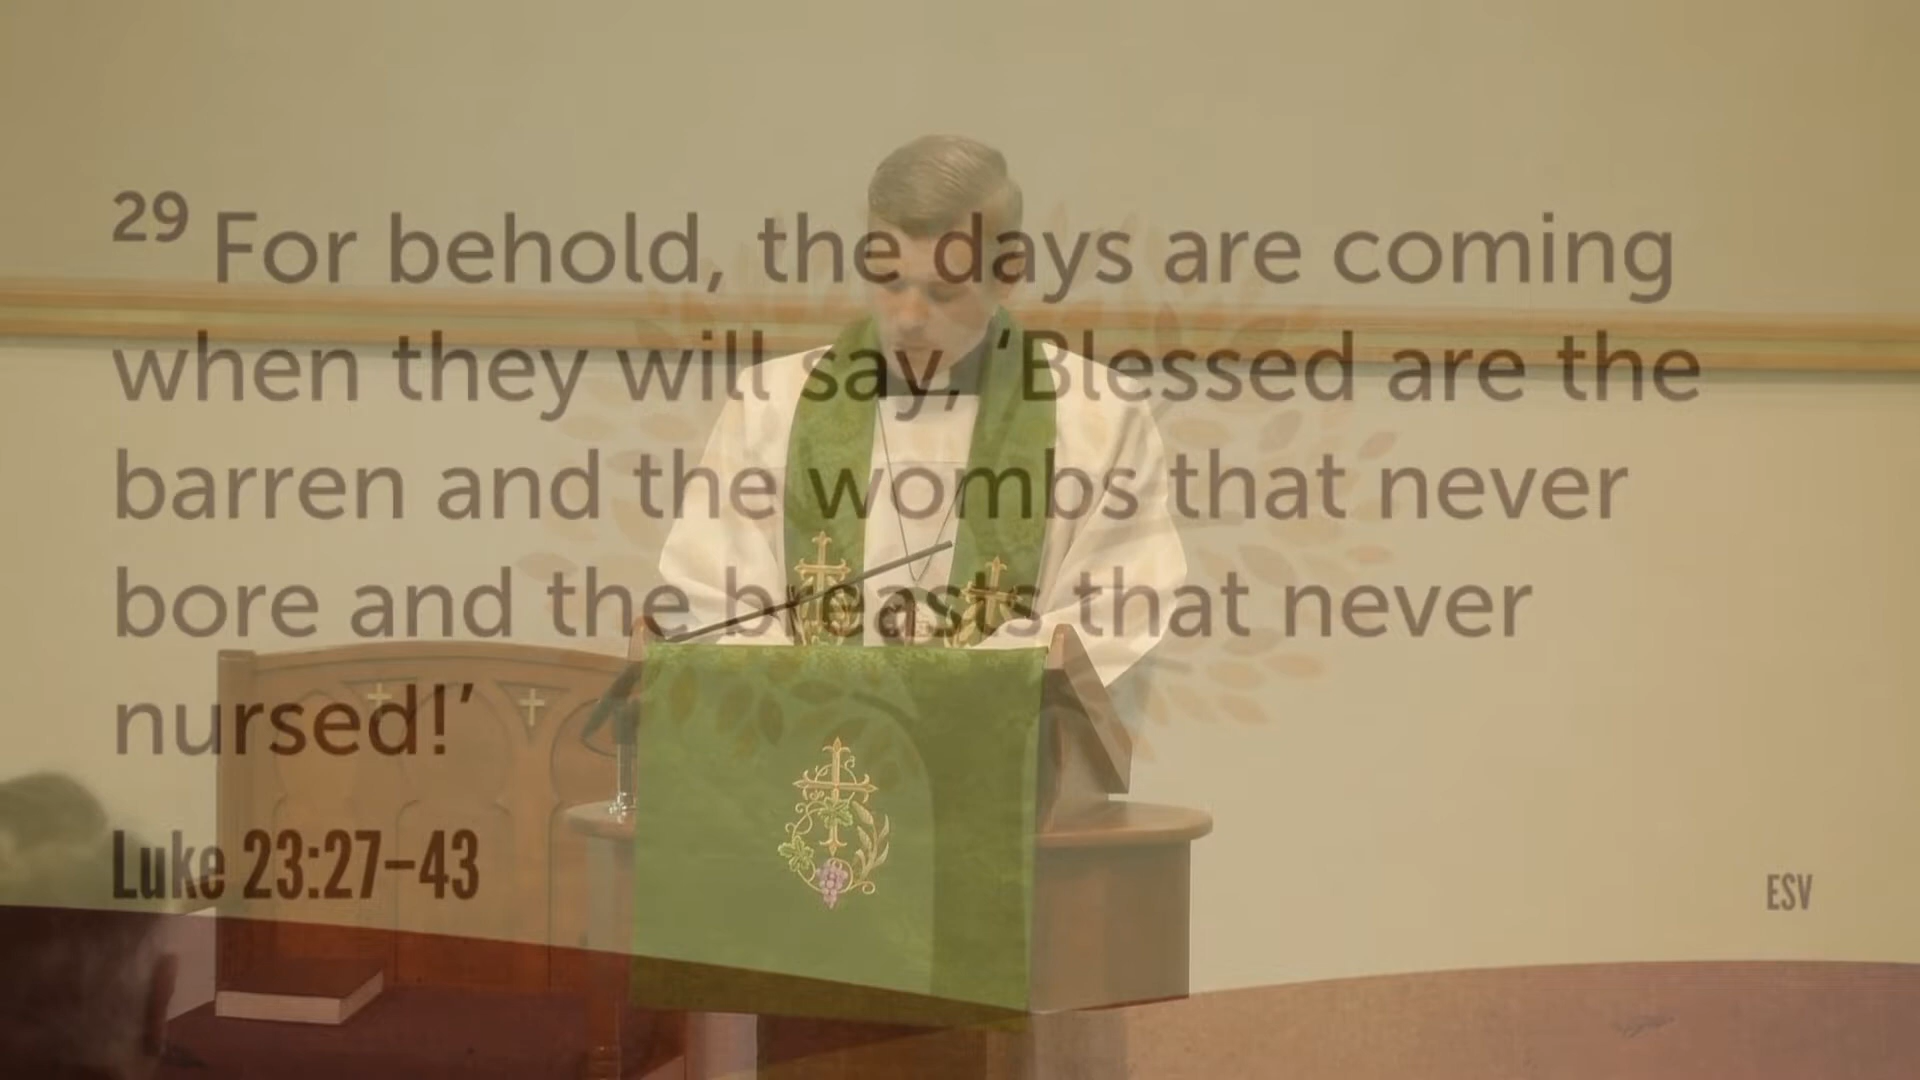 29 For behold, the days are coming
when they will say, ‘Blessed are the
barren and the wombs that never
bore and the breasts that never
nursed!’
Luke 23:27–43
ESV